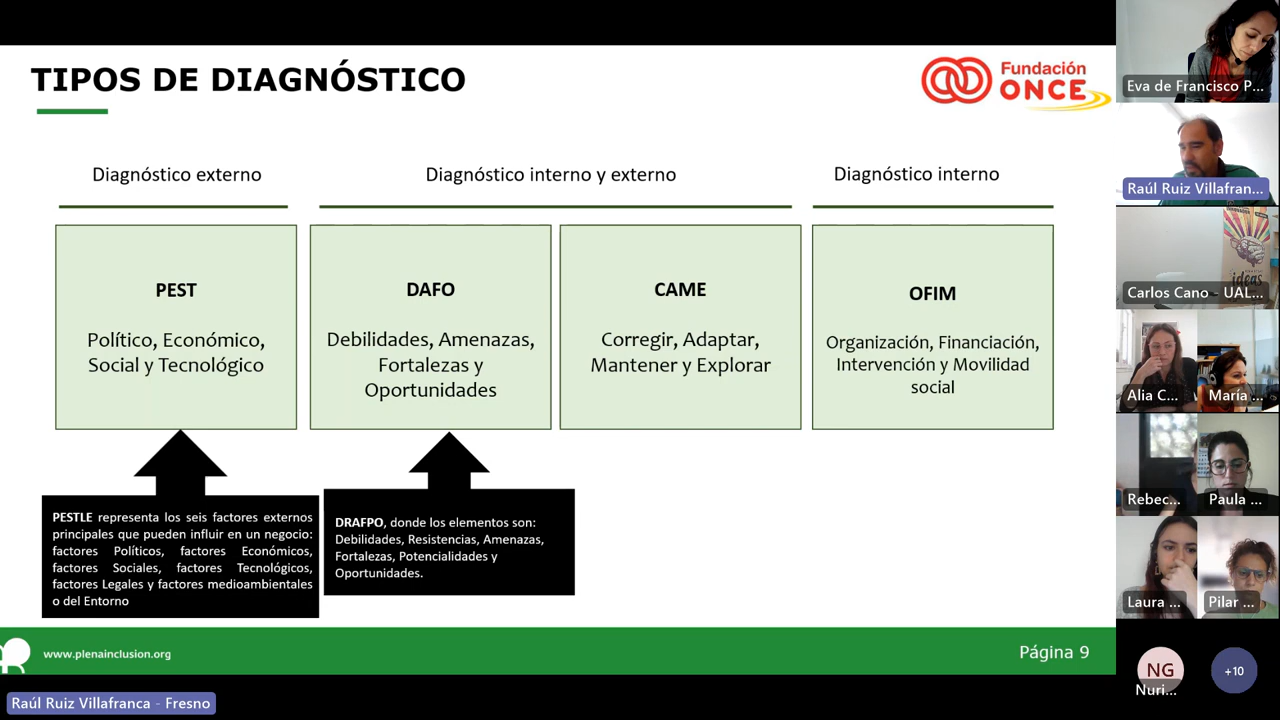 TIPOS DE DIAGNÓSTICO
Fundación
ONCE
Diagnóstico externo
Diagnóstico interno y externo
Diagnóstico interno
PEST
Político, Económico,
Social y Tecnológico
DAFO
Debilidades, Amenazas,
Fortalezas y
Oportunidades
CAME
Corregir, Adaptar,
Mantener y Explorar
OFIM
Organización, Financiación,
Intervención y Movilidad
social
PESTLE representa los seis factores externos
principales que pueden influir en un negocio:
factores Políticos, factores Económicos,
factores Sociales, factores Tecnológicos,
factores Legales y factores medioambientales
o del Entorno
DRAFPO, donde los elementos son:
Debilidades, Resistencias, Amenazas,
Fortalezas, Potencialidades y
Oportunidades.
www.plenainclusion.org
Página 9
Raúl Ruiz Villafranca - Fresno
Eva de Francisco P...
Raúl Ruiz Villafran...
ideas
Carlos Cano - UAL...
Alia C...
María ...
Rebec...
Paula ...
Laura ...
Pilar ...
NG
Nuri...
+10